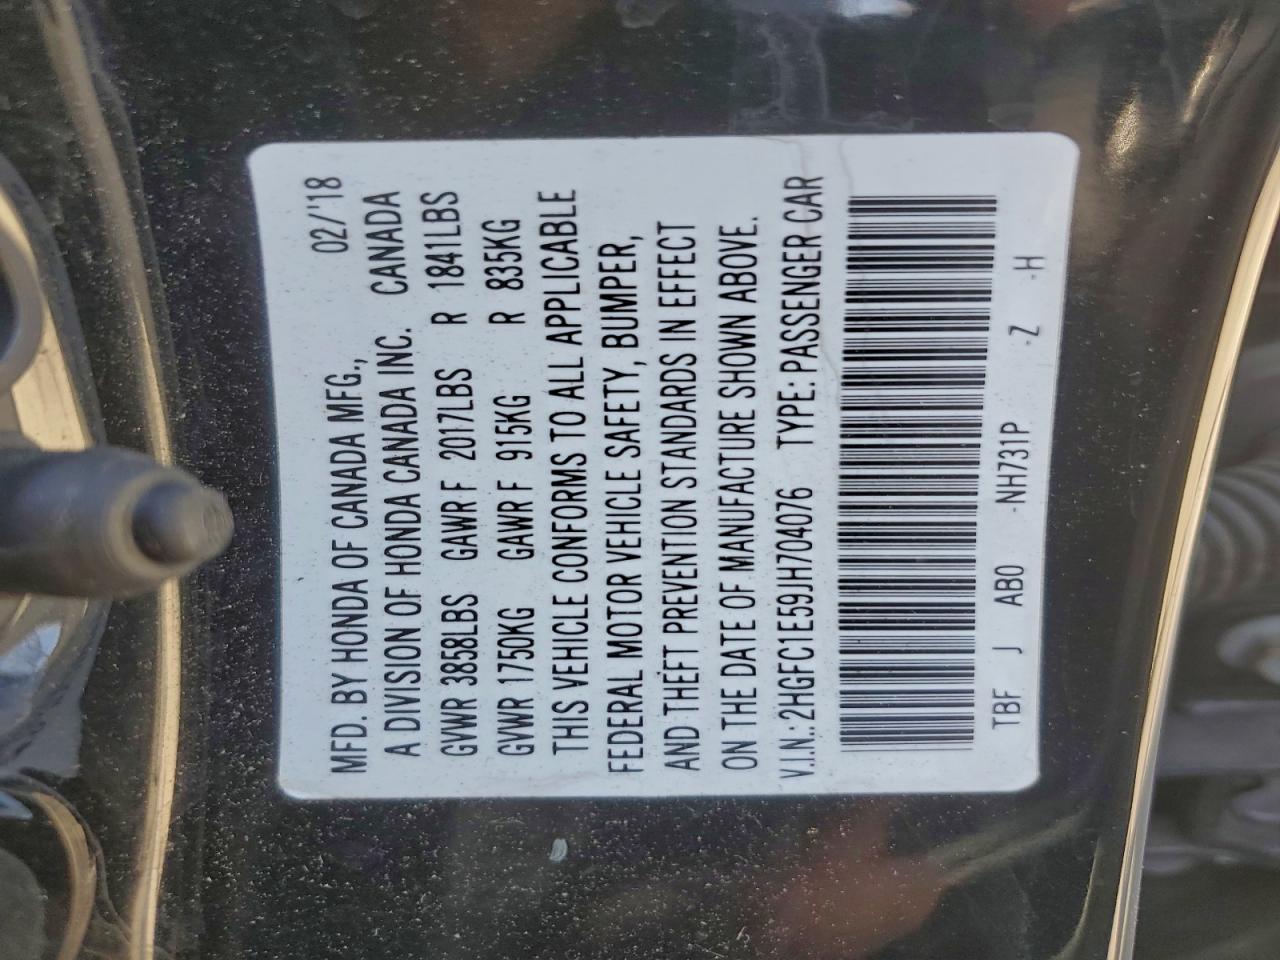 MFD. BY HONDA OF CANADA MFG., 02/'18
A DIVISION OF HONDA CANADA INC. CANADA
GVWR 3858LBS GAWR F 2017LBS R 1841LBS
GVWR 1750KG GAWR F 915KG R 835KG
THIS VEHICLE CONFORMS TO ALL APPLICABLE
FEDERAL MOTOR VEHICLE SAFETY, BUMPER,
AND THEFT PREVENTION STANDARDS IN EFFECT
ON THE DATE OF MANUFACTURE SHOWN ABOVE.
V.I.N.: 2HGFC1E59JH704076 TYPE: PASSENGER CAR
TBF J AB0 -NH731P -Z -H